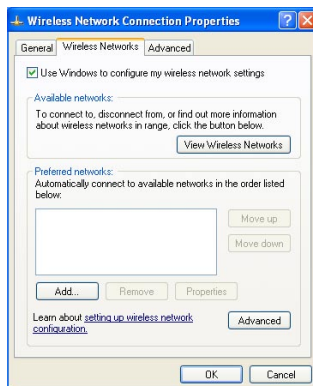 Wireless Network Connection Properties
General Wireless Networks Advanced
Use Windows to configure my wireless network settings
Available networks:
To connect to, disconnect from, or find out more information
about wireless networks in range, click the button below.
View Wireless Networks
Preferred networks:
Automatically connect to available networks in the order listed
below:
Move up
Move down
Add... Remove Properties
Learn about setting up wireless network
configuration.
Advanced
OK Cancel